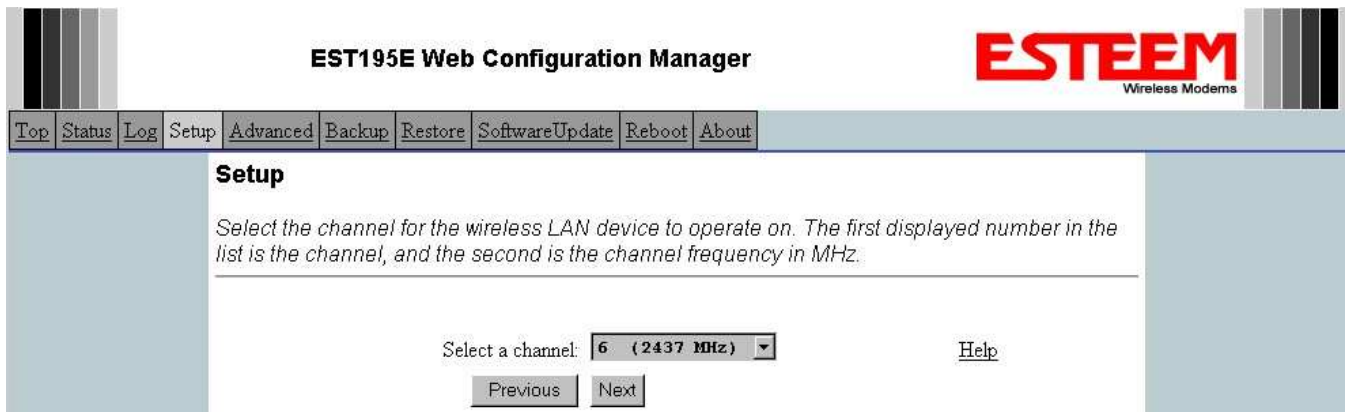 EST195E Web Configuration Manager
ESTEEM
Wireless Modems
Top Status Log Setup Advanced Backup Restore SoftwareUpdate Reboot About
Setup
Select the channel for the wireless LAN device to operate on. The first displayed number in the
list is the channel, and the second is the channel frequency in MHz.
Select a channel: 6 (2437 MHz) Help
Previous Next